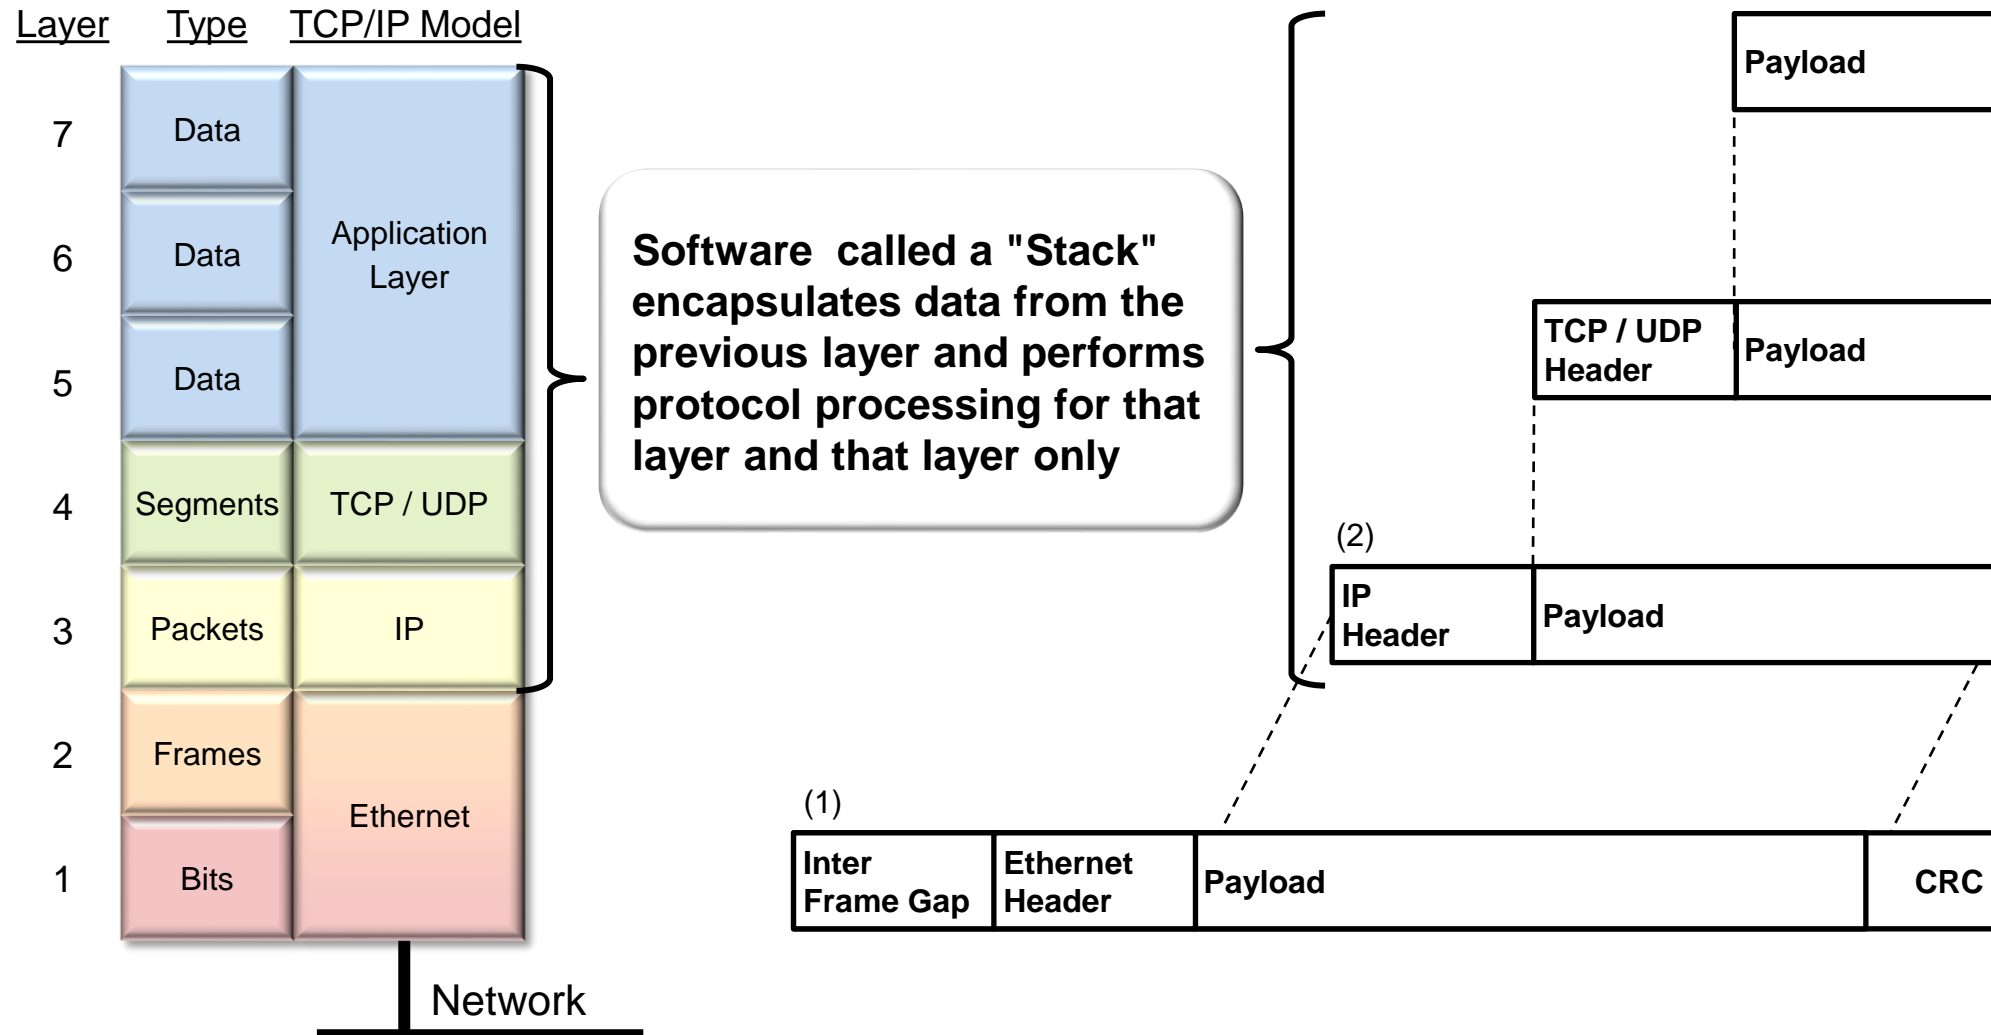 Layer Type TCP/IP Model
7 Data
6 Data
5 Data
Application
Layer
4 Segments TCP / UDP
3 Packets IP
2 Frames
1 Bits
Ethernet
Network
Software called a "Stack"
encapsulates data from the
previous layer and performs
protocol processing for that
layer and that layer only
Payload
TCP / UDP
Header
Payload
(2)
IP
Header
Payload
(1)
Inter
Frame Gap
Ethernet
Header
Payload
CRC